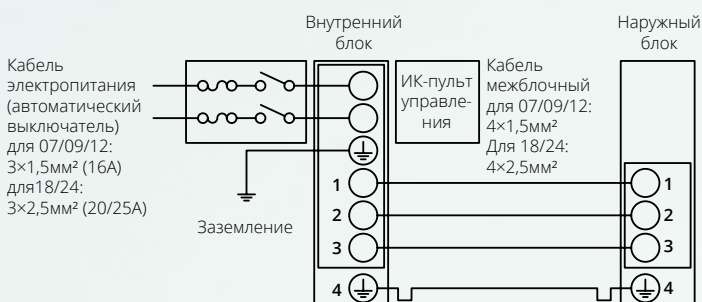 Внутренний
блок
Наружный
блок
Кабель
электропитания
(автоматический
выключатель)
для 07/09/12:
3×1,5мм² (16А)
для18/24:
3×2,5мм² (20/25А)
Заземление
ИК-пульт
управле-
ния
Кабель
межблочный
для 07/09/12:
4×1,5мм²
Для 18/24:
4×2,5мм²
1
2
3
4
1
2
3
4